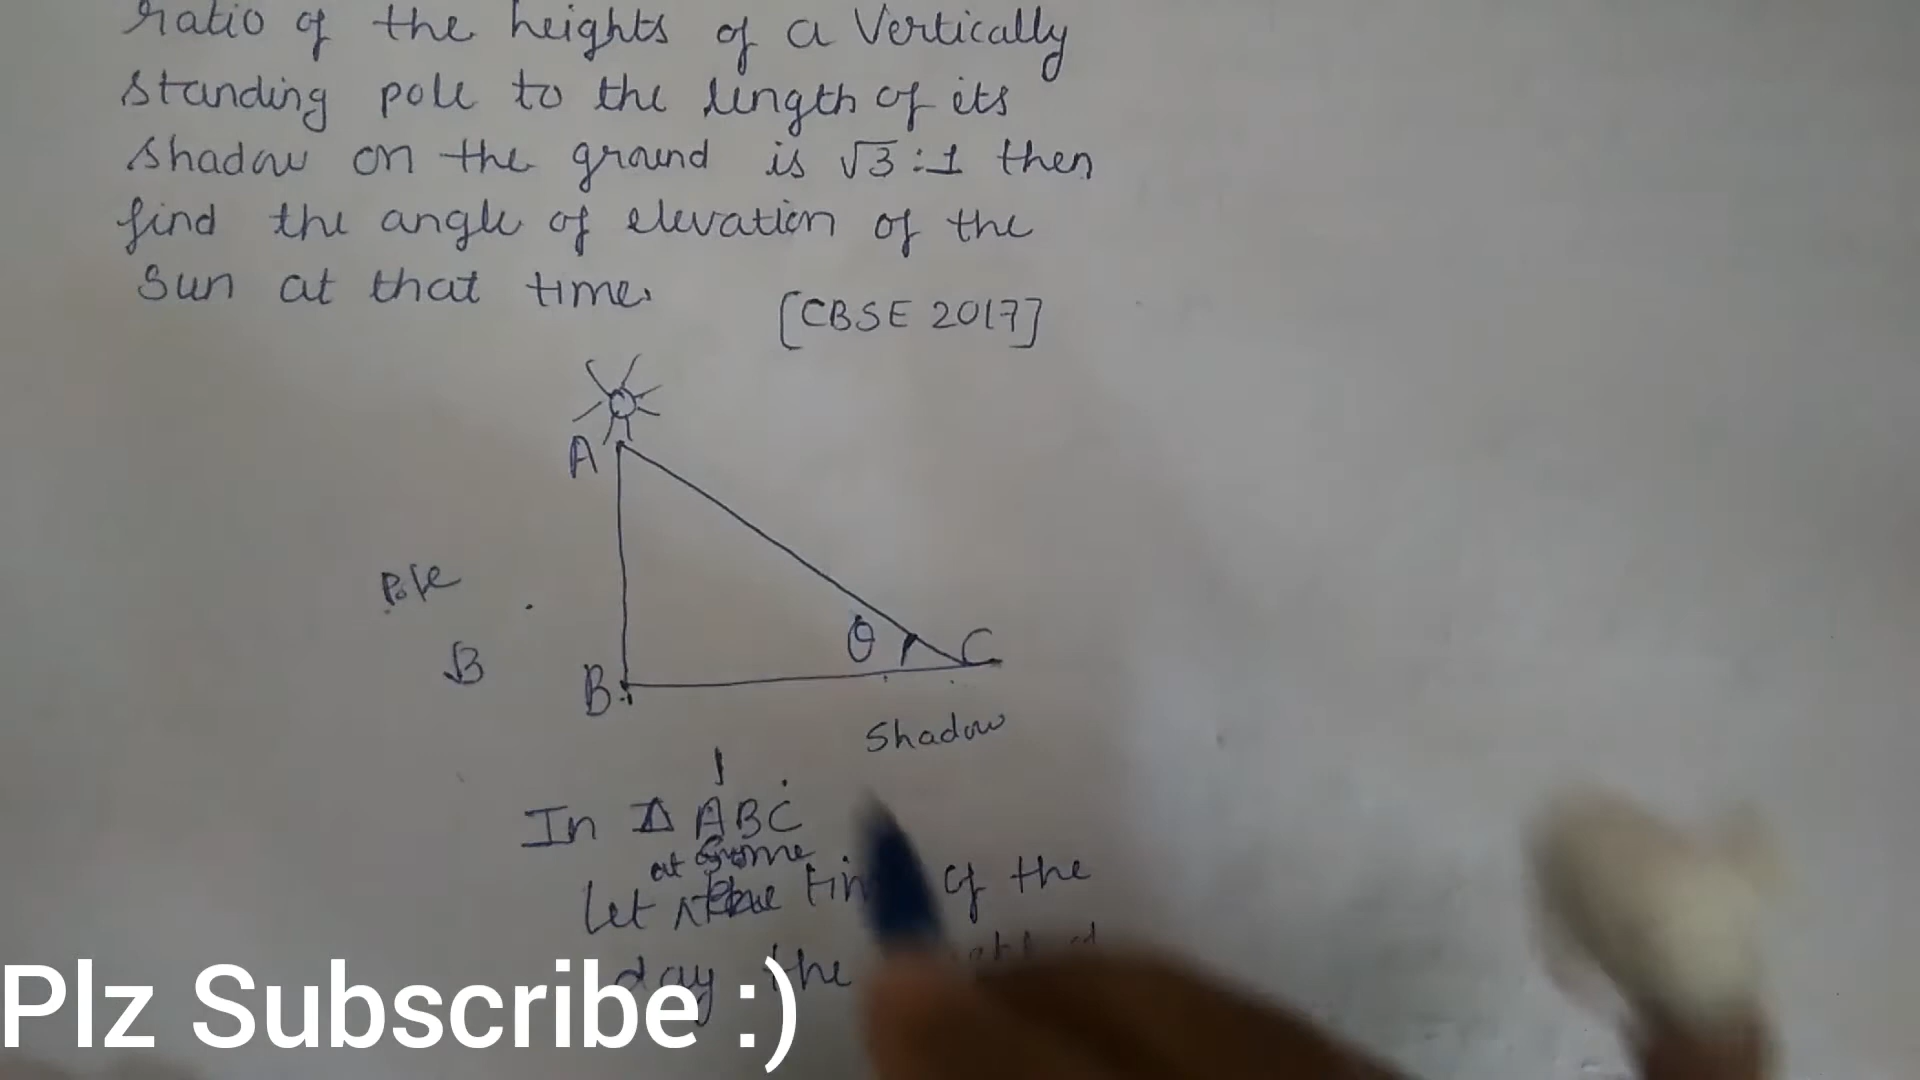 ratio of the heights of a Vertically
standing pole to the length of its
shadow on the ground is √3:1 then
find the angle of elevation of the
Sun at that time.
[CBSE 2017]
A
Pole
θ C
√3
B
Shadow
1
In Δ ABC
at Some
Let of the
day the
Plz Subscribe :)